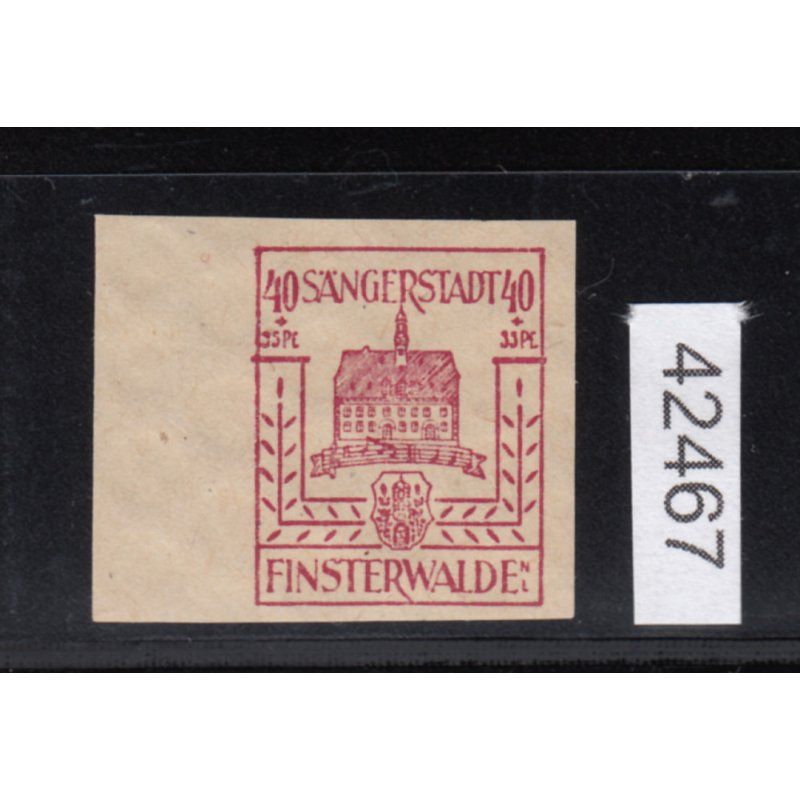 40 SÄNGERSTADT 40
+ +
35 Pf. 35 Pf.
FINSTERWALDE N/L
42467